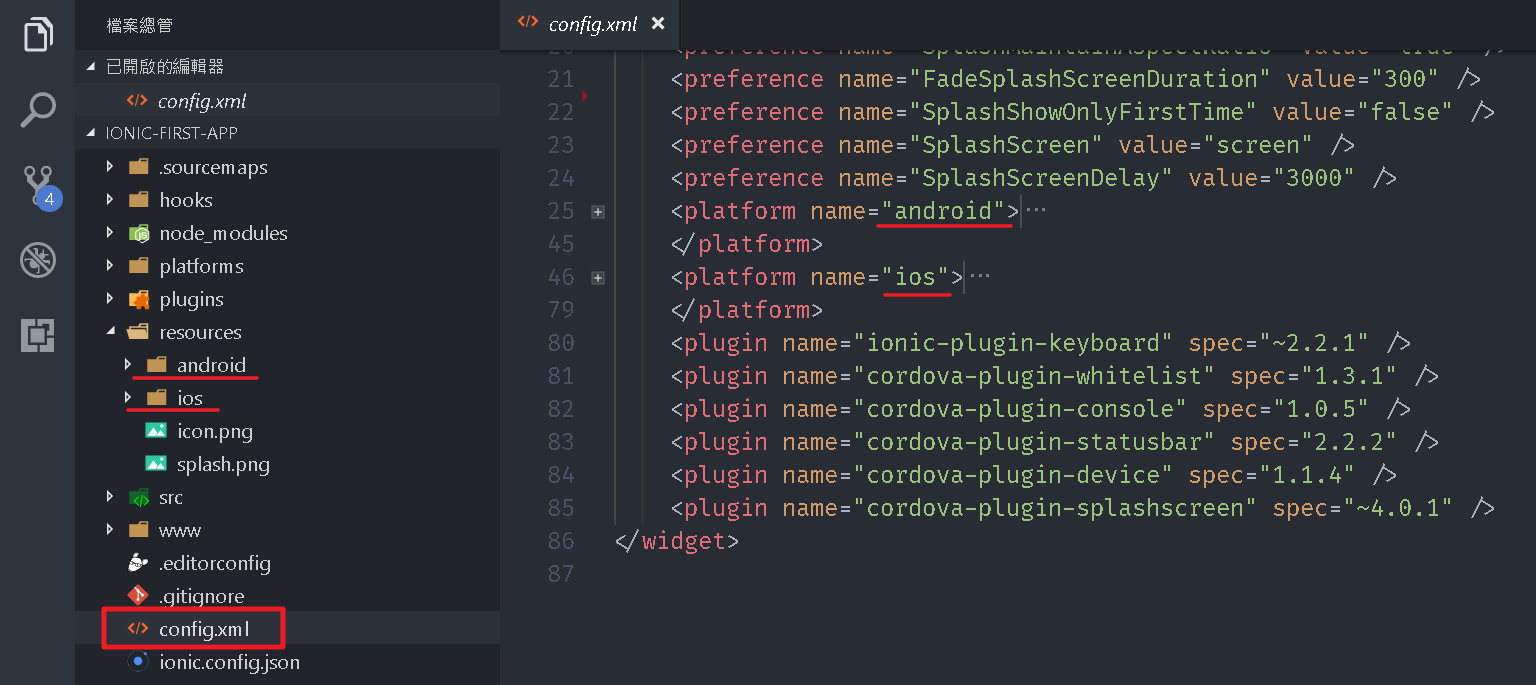 檔案總管
已開啟的編輯器
config.xml
IONIC-FIRST-APP
.sourcemaps
hooks
node_modules
platforms
plugins
resources
android
ios
icon.png
splash.png
src
www
.editorconfig
.gitignore
config.xml
ionic.config.json
4
config.xml ×
20 <preference name="SplashMaintainAspectRatio" value="true" />
21 <preference name="FadeSplashScreenDuration" value="300" />
22 <preference name="SplashShowOnlyFirstTime" value="false" />
23 <preference name="SplashScreen" value="screen" />
24 <preference name="SplashScreenDelay" value="3000" />
25 <platform name="android">···
45 </platform>
46 <platform name="ios">···
79 </platform>
80 <plugin name="ionic-plugin-keyboard" spec="~2.2.1" />
81 <plugin name="cordova-plugin-whitelist" spec="1.3.1" />
82 <plugin name="cordova-plugin-console" spec="1.0.5" />
83 <plugin name="cordova-plugin-statusbar" spec="2.2.2" />
84 <plugin name="cordova-plugin-device" spec="1.1.4" />
85 <plugin name="cordova-plugin-splashscreen" spec="~4.0.1" />
86 </widget>
87